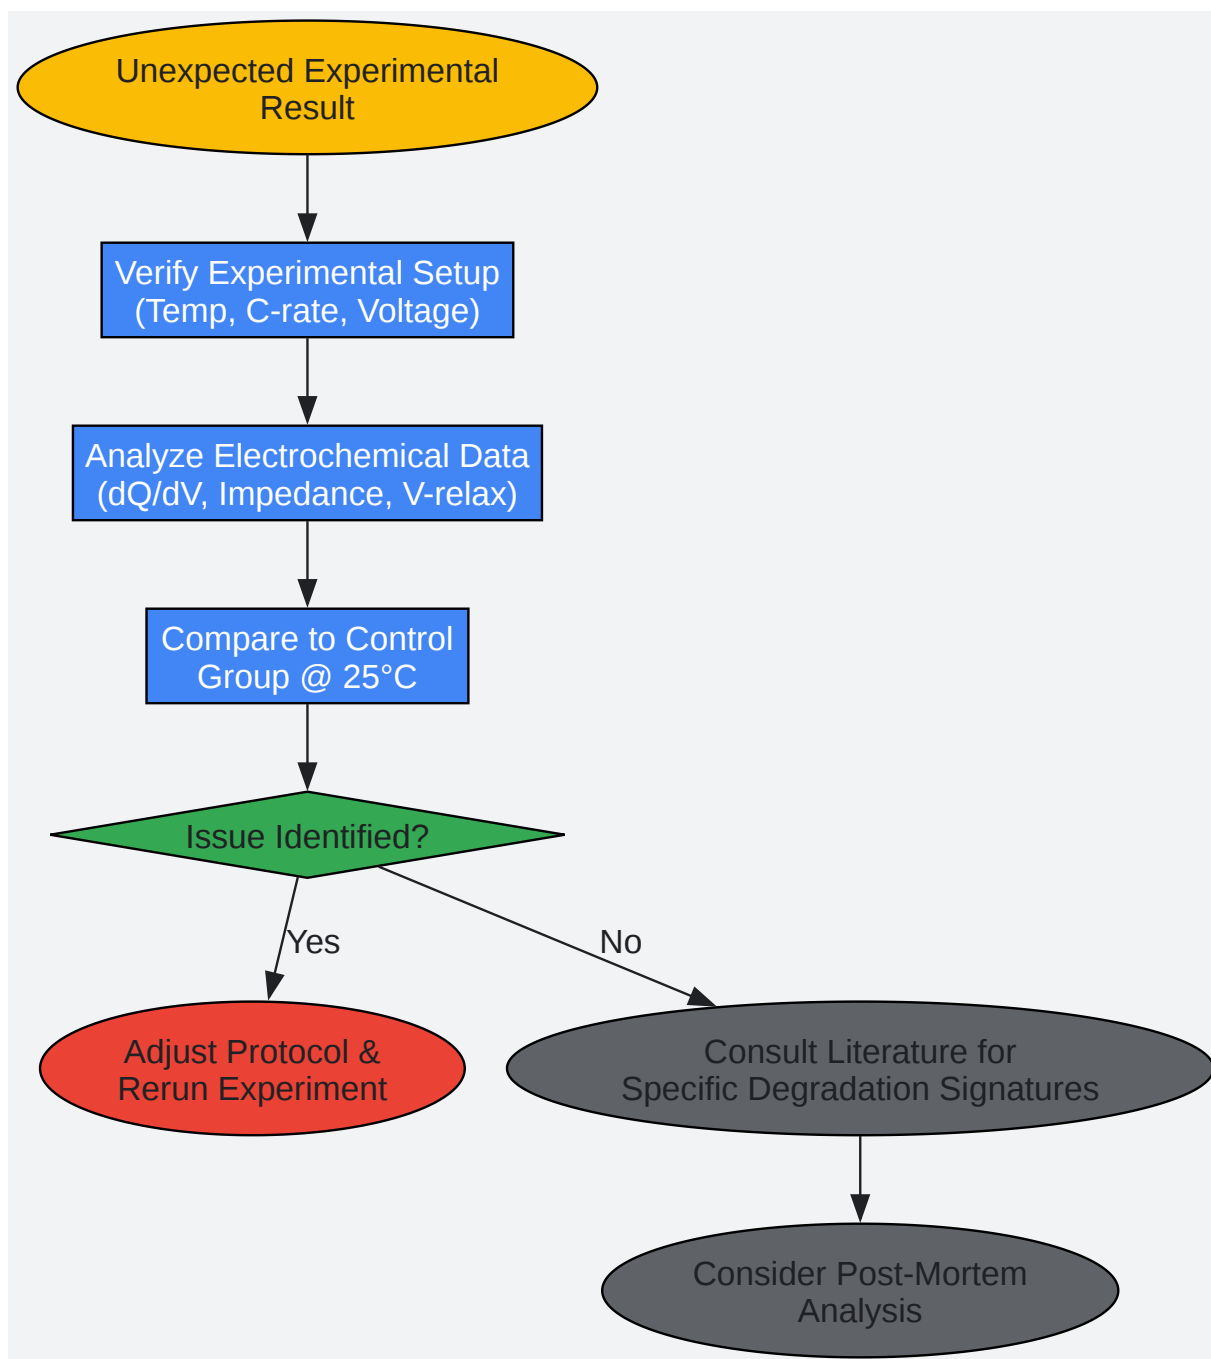 Unexpected Experimental
Result
Verify Experimental Setup
(Temp, C-rate, Voltage)
Analyze Electrochemical Data
(dQ/dV, Impedance, V-relax)
Compare to Control
Group @ 25°C
Issue Identified?
Yes
No
Adjust Protocol &
Rerun Experiment
Consult Literature for
Specific Degradation Signatures
Consider Post-Mortem
Analysis